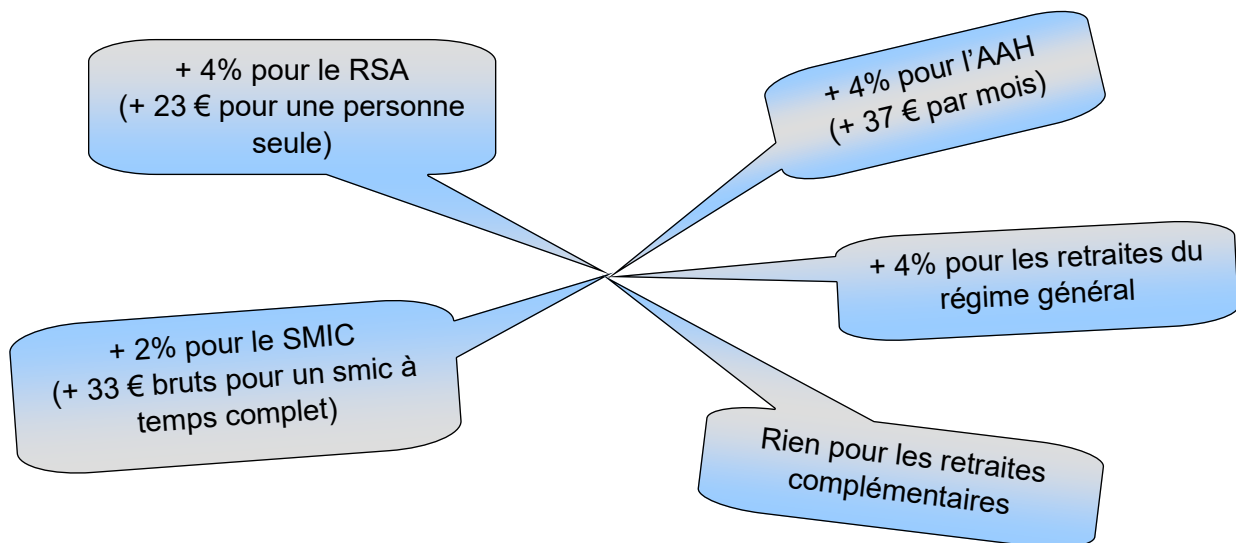 + 4% pour le RSA
(+ 23 € pour une personne
seule)
+ 4% pour l’AAH
(+ 37 € par mois)
+ 4% pour les retraites du
régime général
+ 2% pour le SMIC
(+ 33 € bruts pour un smic à
temps complet)
Rien pour les retraites
complémentaires